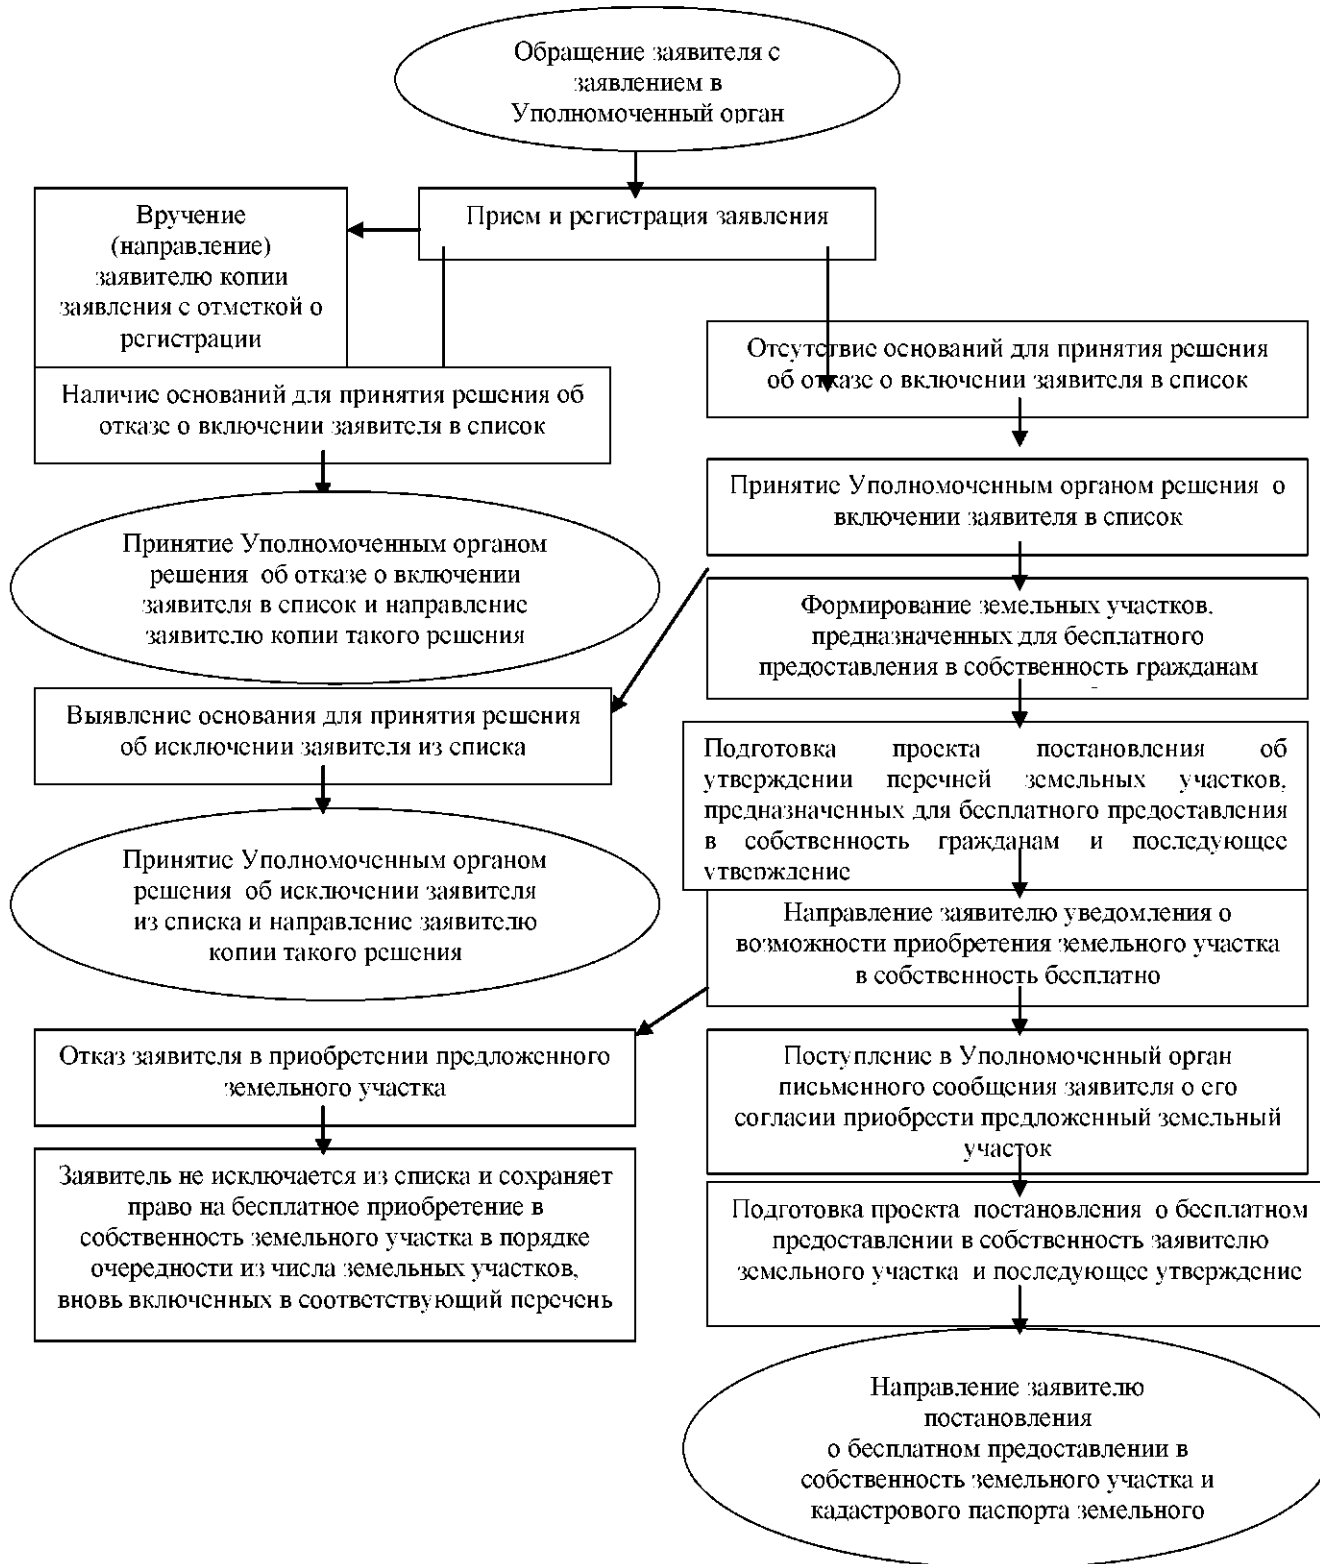 Обращение заявителя с
заявлением в
Уполномоченный орган
Прием и регистрация заявления
Вручение
(направление)
заявителю копии
заявления с отметкой о
регистрации
Отсутствие оснований для принятия решения
об отказе о включении заявителя в список
Наличие оснований для принятия решения об
отказе о включении заявителя в список
Принятие Уполномоченным органом решения о
включении заявителя в список
Принятие Уполномоченным органом
решения об отказе о включении
заявителя в список и направление
заявителю копии такого решения
Формирование земельных участков,
предназначенных для бесплатного
предоставления в собственность гражданам
Выявление основания для принятия решения
об исключении заявителя из списка
Подготовка проекта постановления об
утверждении перечней земельных участков,
предназначенных для бесплатного предоставления
в собственность гражданам и последующее
утверждение
Принятие Уполномоченным органом
решения об исключении заявителя
из списка и направление заявителю
копии такого решения
Направление заявителю уведомления о
возможности приобретения земельного участка
в собственность бесплатно
Отказ заявителя в приобретении предложенного
земельного участка
Поступление в Уполномоченный орган
письменного сообщения заявителя о его
согласии приобрести предложенный земельный
участок
Заявитель не исключается из списка и сохраняет
право на бесплатное приобретение в
собственность земельного участка в порядке
очередности из числа земельных участков,
вновь включенных в соответствующий перечень
Подготовка проекта постановления о бесплатном
предоставлении в собственность заявителю
земельного участка и последующее утверждение
Направление заявителю
постановления
о бесплатном предоставлении в
собственность земельного участка и
кадастрового паспорта земельного